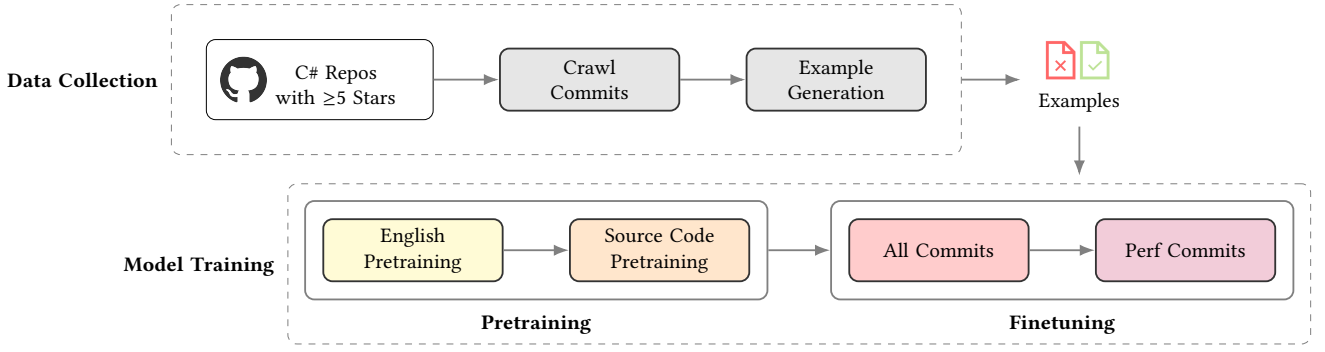 Data Collection
C# Repos
with ≥5 Stars
Crawl
Commits
Example
Generation
Examples
Model Training
English
Pretraining
Source Code
Pretraining
All Commits
Perf Commits
Pretraining
Finetuning